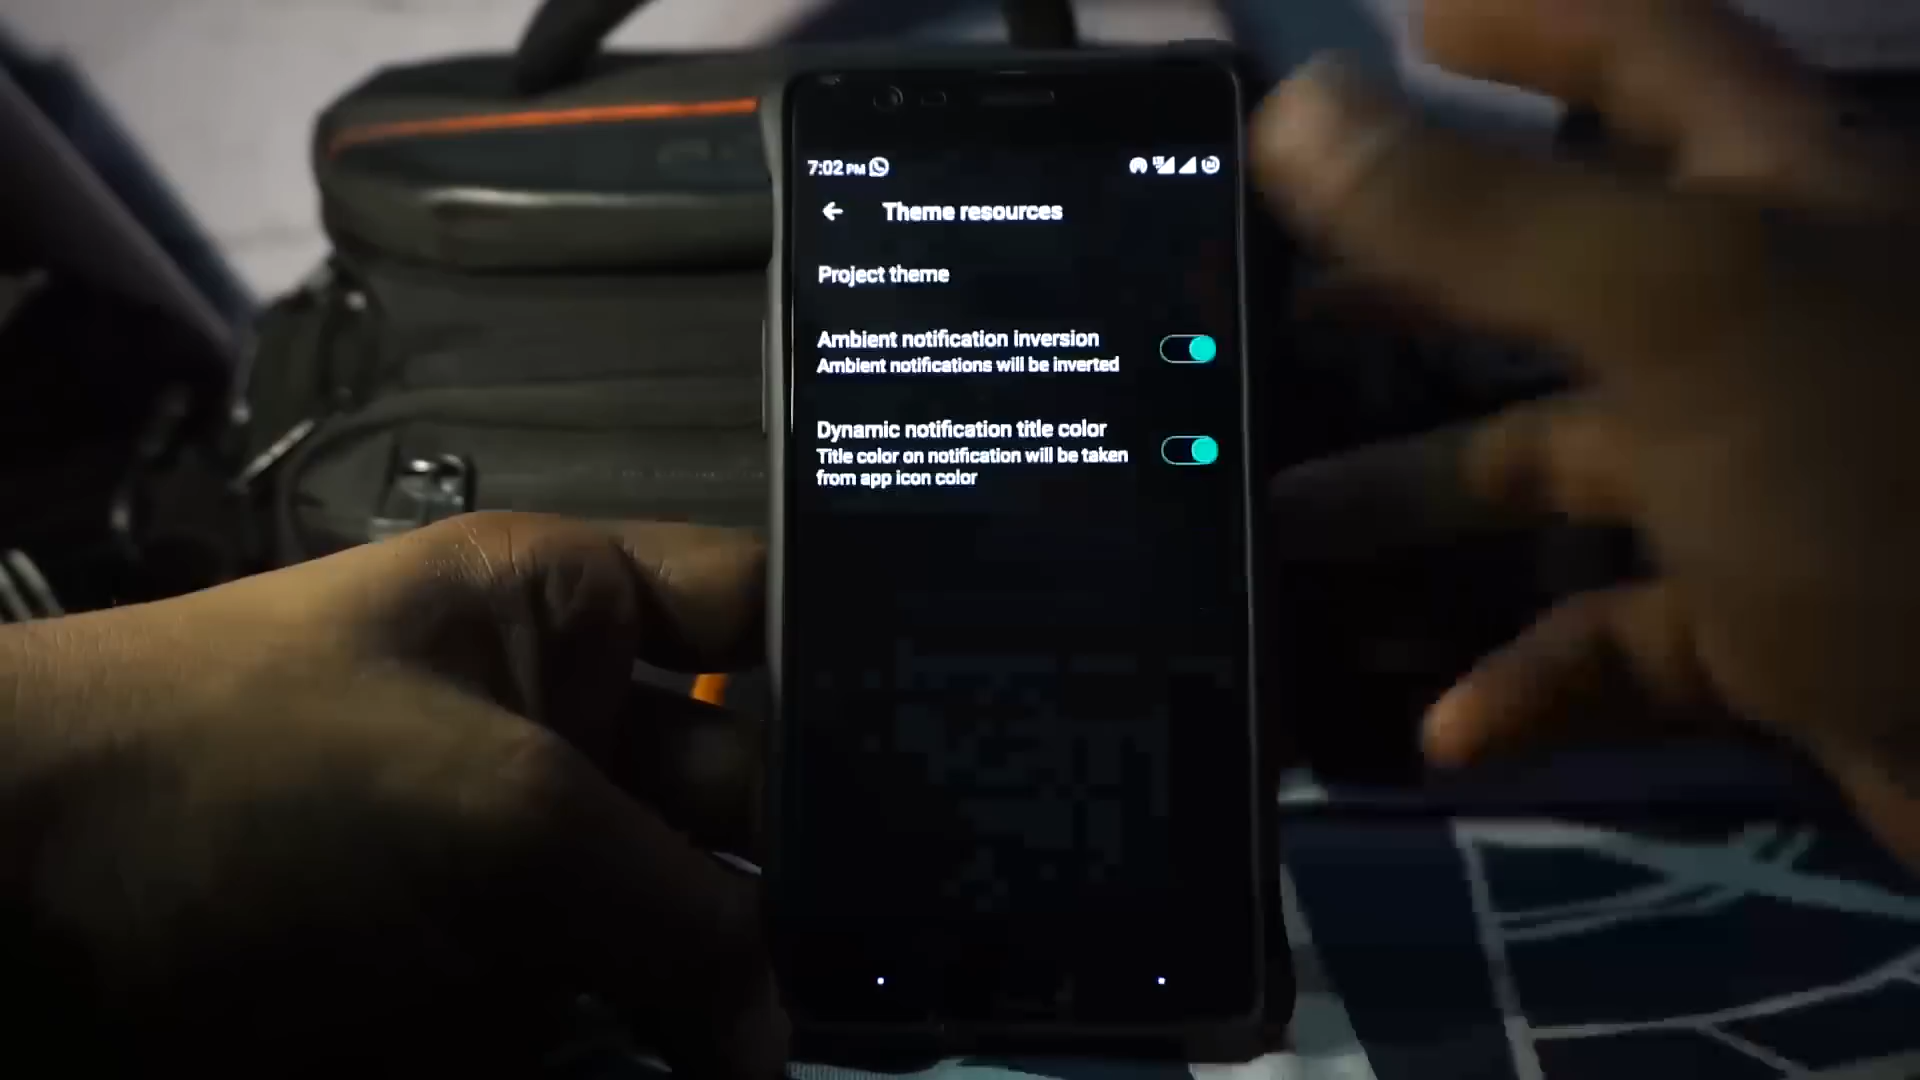 7:02 PM
Theme resources
Project theme
Ambient notification inversion
Ambient notifications will be inverted
Dynamic notification title color
Title color on notification will be taken
from app icon color